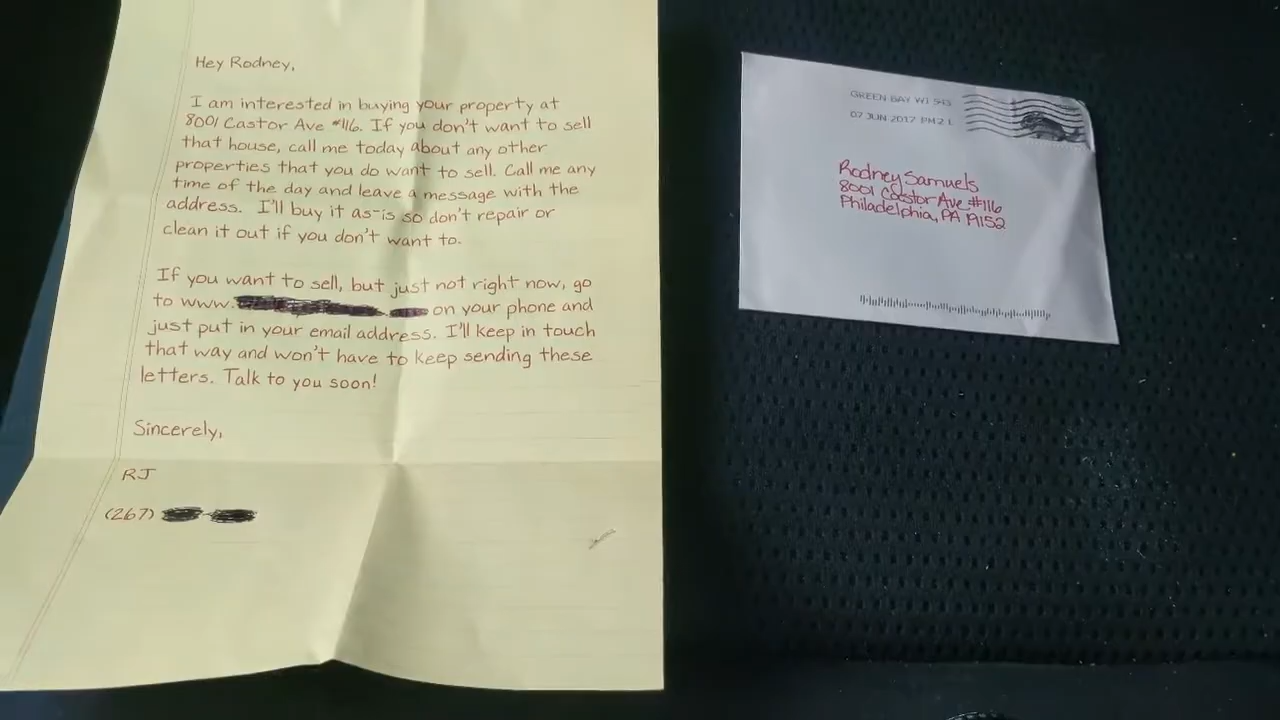 Hey Rodney,
I am interested in buying your property at
8001 Castor Ave #116. If you don't want to sell
that house, call me today about any other
properties that you do want to sell. Call me any
time of the day and leave a message with the
address. I'll buy it as-is so don't repair or
clean it out if you don't want to.
If you want to sell, but just not right now, go
to www. . on your phone and
just put in your email address. I'll keep in touch
that way and won't have to keep sending these
letters. Talk to you soon!
Sincerely,
RJ
(267) -
GREEN BAY WI 543
07 JUN 2017 PM 2 L
Rodney Samuels
8001 Castor Ave #116
Philadelphia, PA 19152